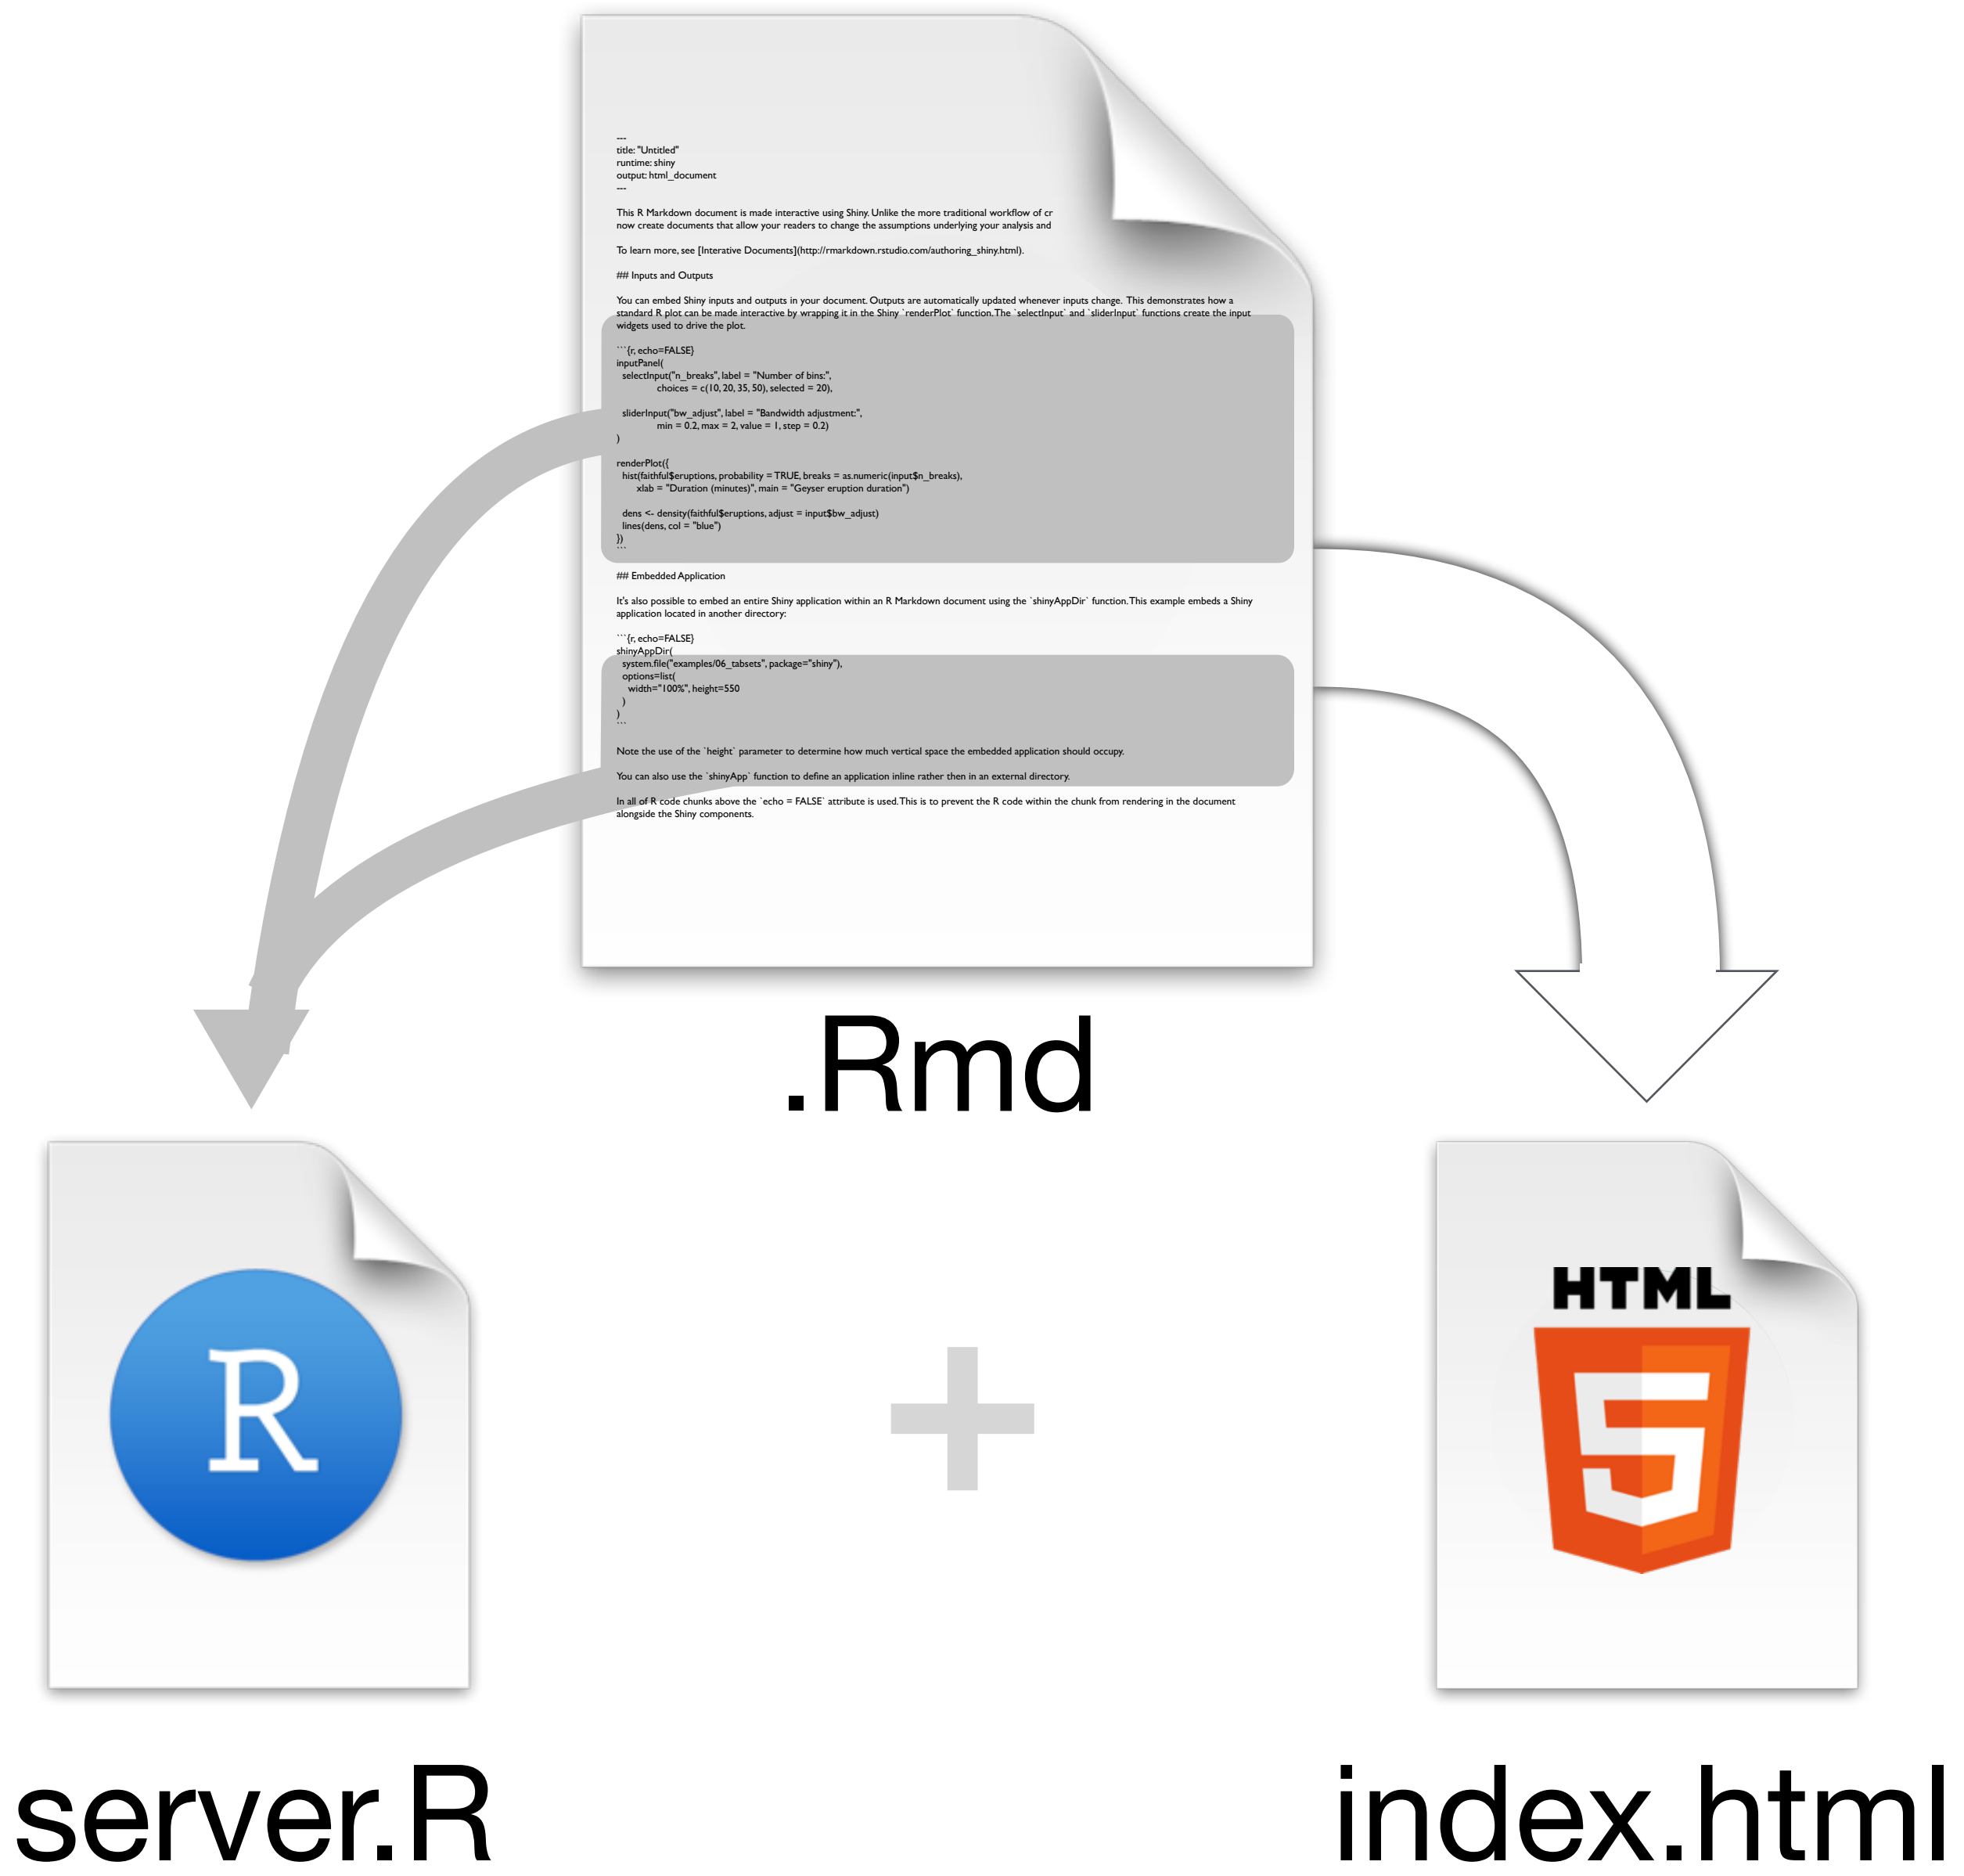 ---
title: "Untitled"
runtime: shiny
output: html_document
---
This R Markdown document is made interactive using Shiny. Unlike the more traditional workflow of cr
now create documents that allow your readers to change the assumptions underlying your analysis and
To learn more, see [Interative Documents](http://rmarkdown.rstudio.com/authoring_shiny.html).
## Inputs and Outputs
You can embed Shiny inputs and outputs in your document. Outputs are automatically updated whenever inputs change. This demonstrates how a
standard R plot can be made interactive by wrapping it in the Shiny `renderPlot` function. The `selectInput` and `sliderInput` functions create the input
widgets used to drive the plot.
```{r, echo=FALSE}
inputPanel(
selectInput("n_breaks", label = "Number of bins:",
choices = c(10, 20, 35, 50), selected = 20),
sliderInput("bw_adjust", label = "Bandwidth adjustment:",
min = 0.2, max = 2, value = 1, step = 0.2)
)
renderPlot({
hist(faithful$eruptions, probability = TRUE, breaks = as.numeric(input$n_breaks),
xlab = "Duration (minutes)", main = "Geyser eruption duration")
dens <- density(faithful$eruptions, adjust = input$bw_adjust)
lines(dens, col = "blue")
})
```
## Embedded Application
It's also possible to embed an entire Shiny application within an R Markdown document using the `shinyAppDir` function. This example embeds a Shiny
application located in another directory:
```{r, echo=FALSE}
shinyAppDir(
system.file("examples/06_tabsets", package="shiny"),
options=list(
width="100%", height=550
)
)
```
Note the use of the `height` parameter to determine how much vertical space the embedded application should occupy.
You can also use the `shinyApp` function to define an application inline rather then in an external directory.
In all of R code chunks above the `echo = FALSE` attribute is used. This is to prevent the R code within the chunk from rendering in the document
alongside the Shiny components.
.Rmd
R
+
HTML
5
server.R
index.html